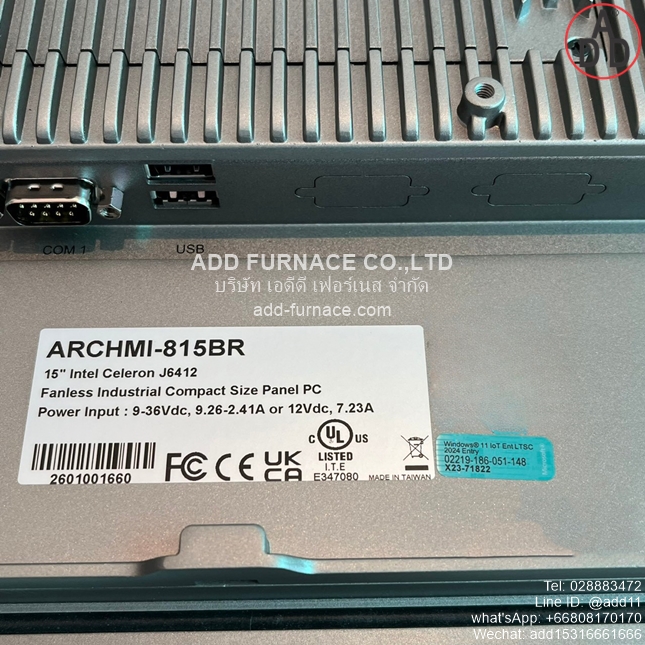 ADD
COM 1
USB
ADD FURNACE CO.,LTD
บริษัท เอดีดี เฟอร์เนส จำกัด
add-furnace.com
ARCHMI-815BR
15" Intel Celeron J6412
Fanless Industrial Compact Size Panel PC
Power Input : 9-36Vdc, 9.26-2.41A or 12Vdc, 7.23A
2601001660
FC CE UK CA
C UL US
LISTED
I.T.E
E347080
MADE IN TAIWAN
Windows® 11 IoT Ent LTSC
2024 Entry
02219-186-051-148
X23-71822
Tel: 028883472
Line ID: @add11
what'sApp: +66808170170
Wechat: add15316661666